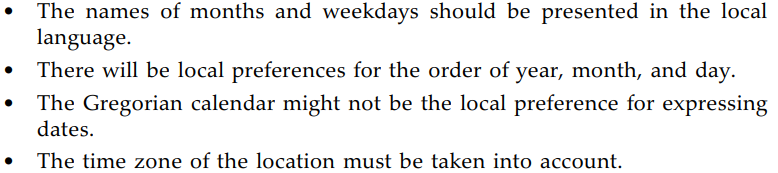 • The names of months and weekdays should be presented in the local
language.
• There will be local preferences for the order of year, month, and day.
• The Gregorian calendar might not be the local preference for expressing
dates.
• The time zone of the location must be taken into account.